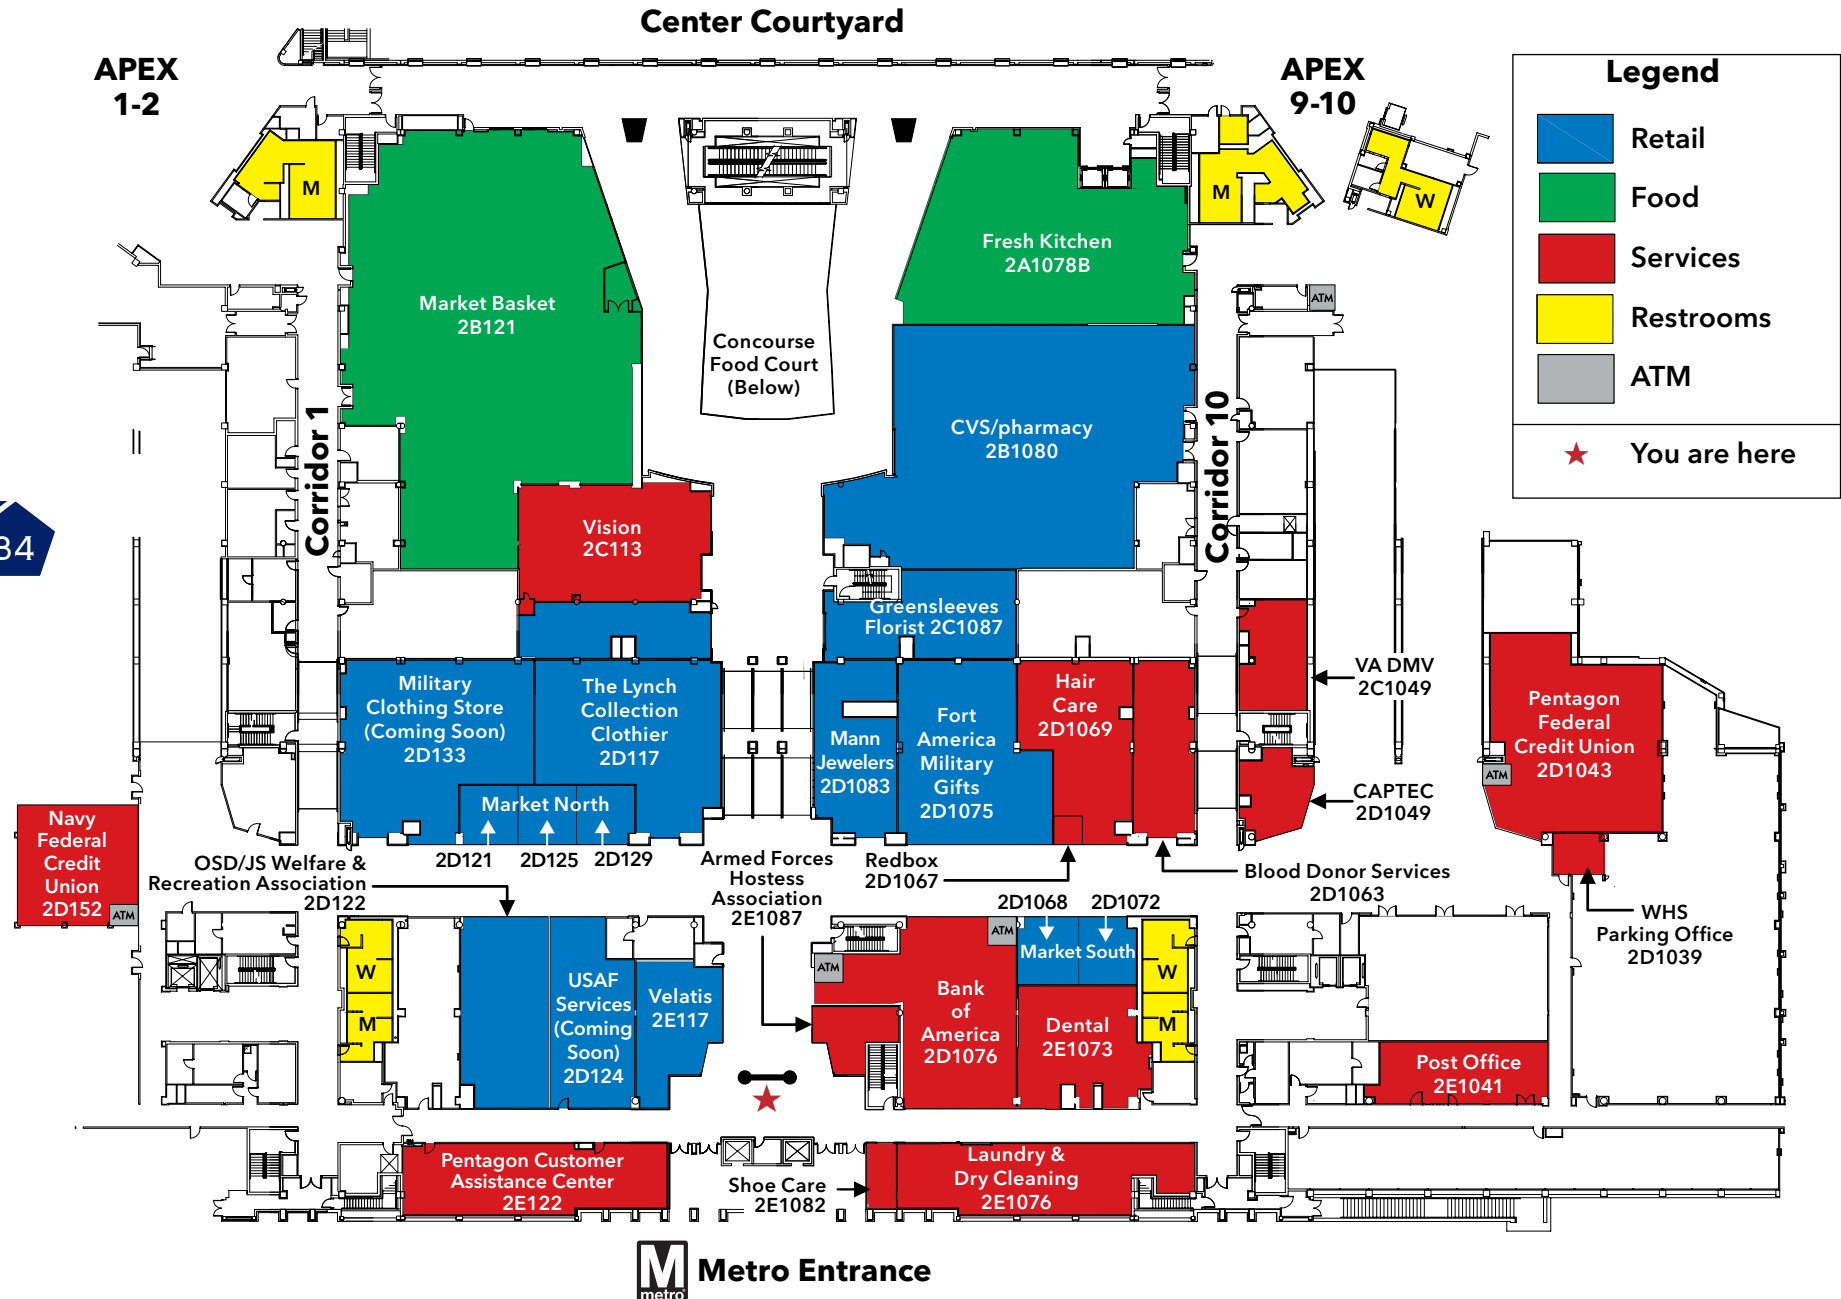 Center Courtyard
APEX
1-2
APEX
9-10
Legend
Retail
Food
Services
Restrooms
ATM
You are here
M
M
W
Fresh Kitchen
2A1078B
ATM
Market Basket
2B121
Concourse
Food Court
(Below)
Corridor 1
Corridor 10
CVS/pharmacy
2B1080
84
Vision
2C113
Greensleeves
Florist 2C1087
Military
Clothing Store
(Coming Soon)
2D133
The Lynch
Collection
Clothier
2D117
Mann
Jewelers
2D1083
Fort
America
Military
Gifts
2D1075
Hair
Care
2D1069
VA DMV
2C1049
Pentagon
Federal
Credit Union
2D1043
ATM
CAPTEC
2D1049
Market North
2D121
2D125
2D129
Navy
Federal
Credit
Union
2D152
ATM
OSD/JS Welfare &
Recreation Association
2D122
Armed Forces
Hostess
Association
2E1087
Redbox
2D1067
Blood Donor Services
2D1063
2D1068
2D1072
WHS
Parking Office
2D1039
ATM
Market South
ATM
W
M
USAF
Services
(Coming
Soon)
2D124
Velatis
2E117
Bank
of
America
2D1076
Dental
2E1073
W
M
Post Office
2E1041
Pentagon Customer
Assistance Center
2E122
Shoe Care
2E1082
Laundry &
Dry Cleaning
2E1076
M
metro
Metro Entrance